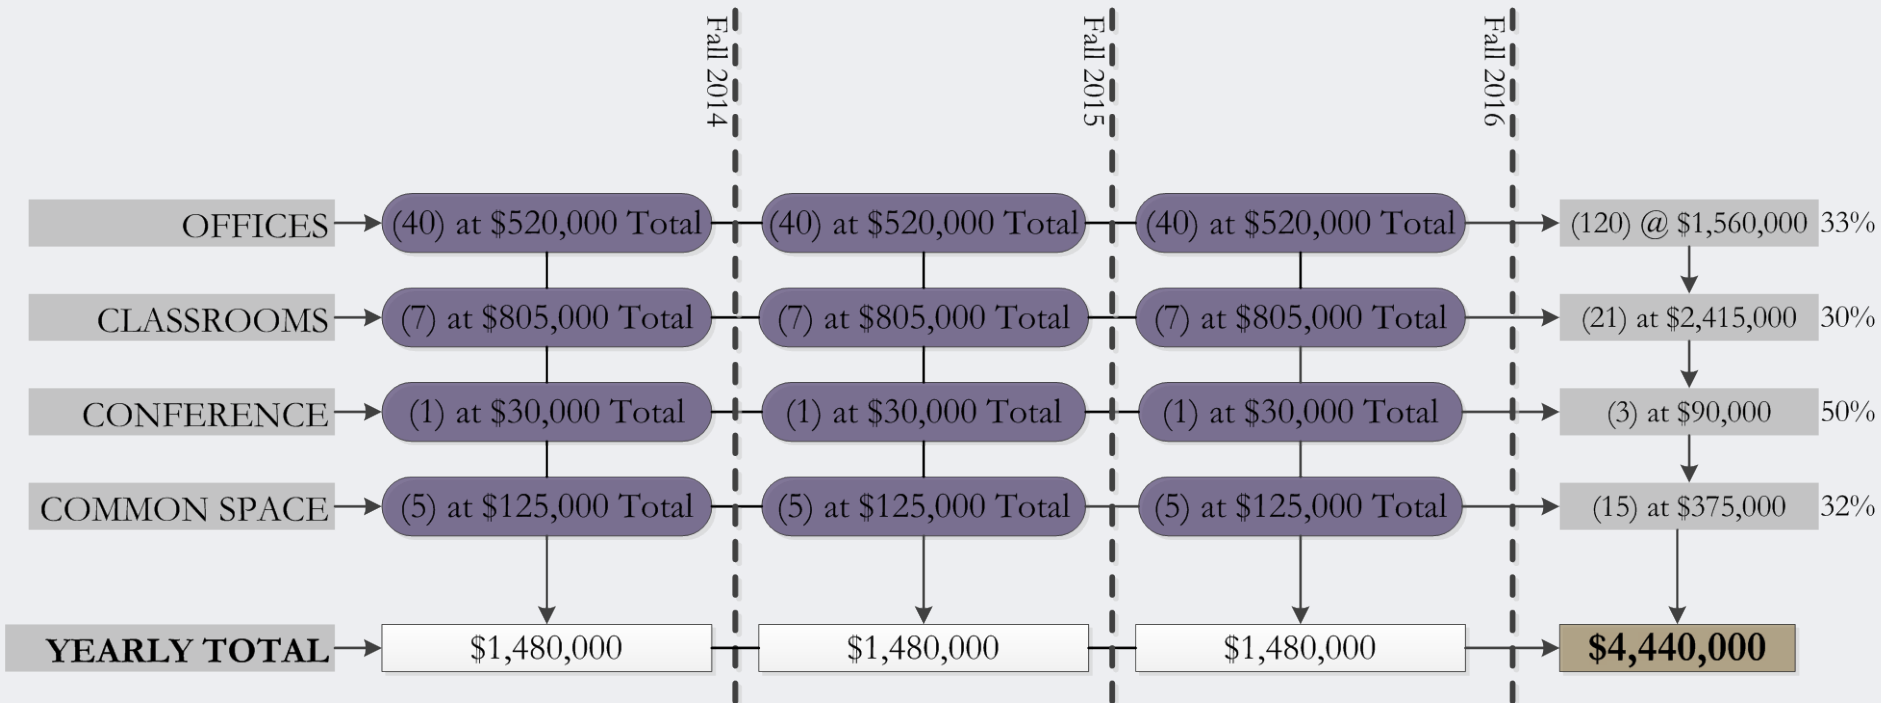 Fall 2014
Fall 2015
Fall 2016
OFFICES
(40) at $520,000 Total
(40) at $520,000 Total
(40) at $520,000 Total
(120) @ $1,560,000
33%
CLASSROOMS
(7) at $805,000 Total
(7) at $805,000 Total
(7) at $805,000 Total
(21) at $2,415,000
30%
CONFERENCE
(1) at $30,000 Total
(1) at $30,000 Total
(1) at $30,000 Total
(3) at $90,000
50%
COMMON SPACE
(5) at $125,000 Total
(5) at $125,000 Total
(5) at $125,000 Total
(15) at $375,000
32%
YEARLY TOTAL
$1,480,000
$1,480,000
$1,480,000
$4,440,000